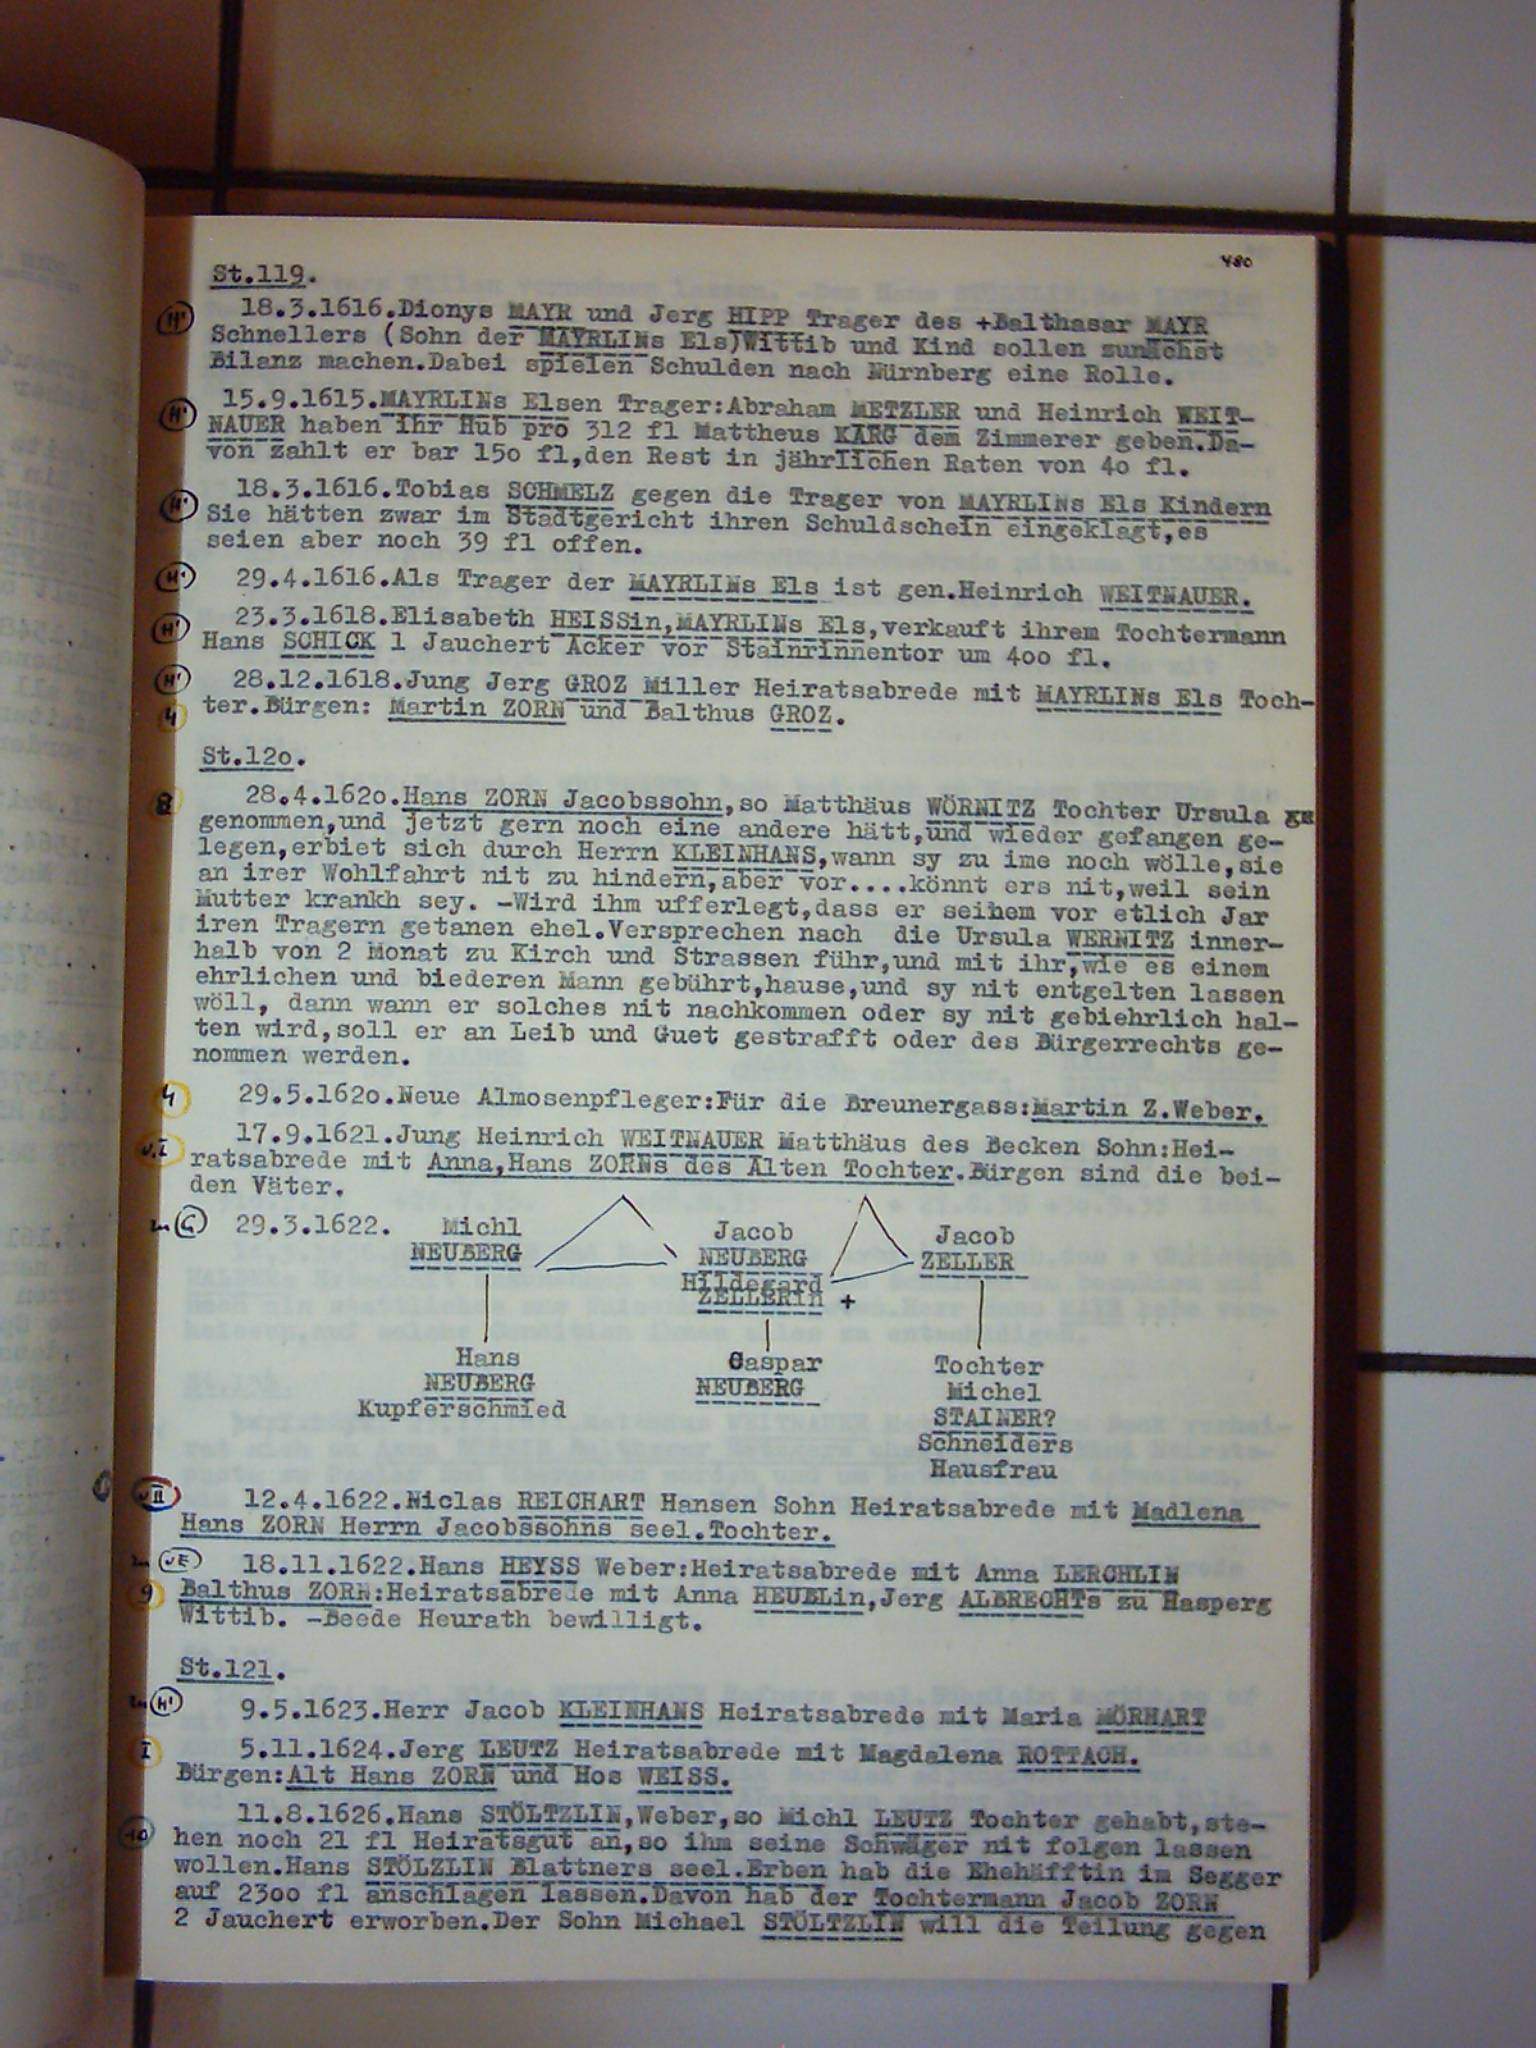 480
St.119.
H' 18.3.1616.Dionys MAYR und Jerg HIPP Trager des +Balthasar MAYR
Schnellers (Sohn der MAYRLINs Els)Wittib und Kind sollen zunächst
Bilanz machen.Dabei spielen Schulden nach Nürnberg eine Rolle.
H' 15.9.1615.MAYRLINs Elsen Trager:Abraham METZLER und Heinrich WEIT-
NAUER haben ihr Hub pro 312 fl Mattheus KARG dem Zimmerer geben.Da-
von zahlt er bar 15o fl,den Rest in jährlichen Raten von 4o fl.
H' 18.3.1616.Tobias SCHMELZ gegen die Trager von MAYRLINs Els Kindern
Sie hätten zwar im Stadtgericht ihren Schuldschein eingeklagt,es
seien aber noch 39 fl offen.
H' 29.4.1616.Als Trager der MAYRLINs Els ist gen.Heinrich WEITNAUER.
H' 23.3.1618.Elisabeth HEISSin,MAYRLINs Els,verkauft ihrem Tochtermann
Hans SCHICK 1 Jauchert Acker vor Stainrinnentor um 4oo fl.
H' 28.12.1618.Jung Jerg GROZ Miller Heiratsabrede mit MAYRLINs Els Toch-
4 ter.Bürgen: Martin ZORN und Balthus GROZ.
St.12o.
8 28.4.162o.Hans ZORN Jacobssohn,so Matthäus WÖRNITZ Tochter Ursula ge
genommen,und jetzt gern noch eine andere hätt,und wieder gefangen ge-
legen,erbiet sich durch Herrn KLEINHANS,wann sy zu ime noch wölle,sie
an irer Wohlfahrt nit zu hindern,aber vor....könnt ers nit,weil sein
Mutter krankh sey. -Wird ihm ufferlegt,dass er seinem vor etlich Jar
iren Tragern getanen ehel.Versprechen nach die Ursula WERNITZ inner-
halb von 2 Monat zu Kirch und Strassen führ,und mit ihr,wie es einem
ehrlichen und biederen Mann gebührt,hause,und sy nit entgelten lassen
wöll, dann wann er solches nit nachkommen oder sy nit gebiehrlich hal-
ten wird,soll er an Leib und Guet gestrafft oder des Bürgerrechts ge-
nommen werden.
4 29.5.162o.Neue Almosenpfleger:Für die Breunergass:Martin Z.Weber.
v.I 17.9.1621.Jung Heinrich WEITNAUER Matthäus des Becken Sohn:Hei-
ratsabrede mit Anna,Hans ZORNs des Alten Tochter.Bürgen sind die bei-
den Väter.
zu G 29.3.1622. Michl Jacob Jacob
NEUBERG NEUBERG ZELLER
Hildegard
ZELLERin +
Hans Caspar Tochter
NEUBERG NEUBERG Michel
Kupferschmied STAINER?
Schneiders
Hausfrau
vII 12.4.1622.Niclas REICHART Hansen Sohn Heiratsabrede mit Madlena
Hans ZORN Herrn Jacobssohns seel.Tochter.
zu vE 18.11.1622.Hans HEYSS Weber:Heiratsabrede mit Anna LERCHLIN
9 Balthus ZORN:Heiratsabrede mit Anna HEUBLin,Jerg ALBRECHTs zu Hasperg
Wittib. -Beede Heurath bewilligt.
St.121.
zu H' 9.5.1623.Herr Jacob KLEINHANS Heiratsabrede mit Maria MÖRHART
I 5.11.1624.Jerg LEUTZ Heiratsabrede mit Magdalena ROTTACH.
Bürgen:Alt Hans ZORN und Hos WEISS.
10 11.8.1626.Hans STÖLTZLIN,Weber,so Michl LEUTZ Tochter gehabt,ste-
hen noch 21 fl Heiratsgut an,so ihm seine Schwäger nit folgen lassen
wollen.Hans STÖLZLIN Blattners seel.Erben hab die Ehehäfftin im Segger
auf 23oo fl anschlagen lassen.Davon hab der Tochtermann Jacob ZORN
2 Jauchert erworben.Der Sohn Michael STÖLTZLIN will die Teilung gegen